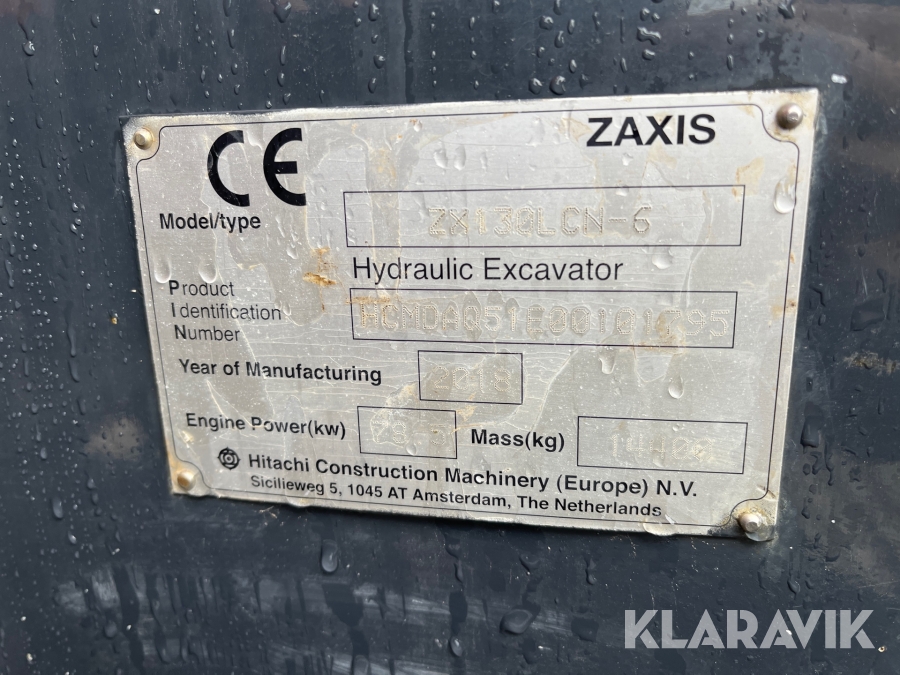 CE
ZAXIS
Model/type ZX130LCN-6
Hydraulic Excavator
Product
Identification
Number
Year of Manufacturing 2018
Engine Power(kw) Mass(kg) 14400
Hitachi Construction Machinery (Europe) N.V.
Sicilieweg 5, 1045 AT Amsterdam, The Netherlands
KLARAVIK